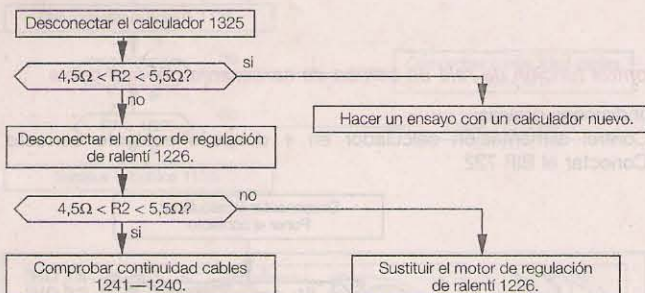 Desconectar el calculador 1325
4,5Ω < R2 < 5,5Ω?
si
no
Hacer un ensayo con un calculador nuevo.
Desconectar el motor de regulación
de ralentí 1226.
4,5Ω < R2 < 5,5Ω?
no
si
Comprobar continuidad cables
1241—1240.
Sustituir el motor de regulación
de ralentí 1226.